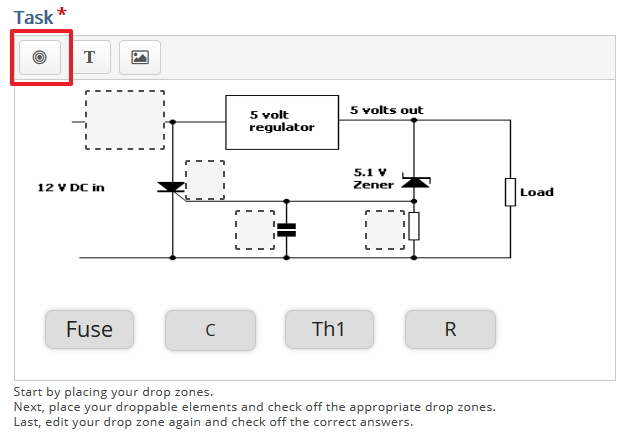 Task *
T
5 volt
regulator
5 volts out
12 V DC in
5.1 V
Zener
Load
Fuse
C
Th1
R
Start by placing your drop zones.
Next, place your droppable elements and check off the appropriate drop zones.
Last, edit your drop zone again and check off the correct answers.